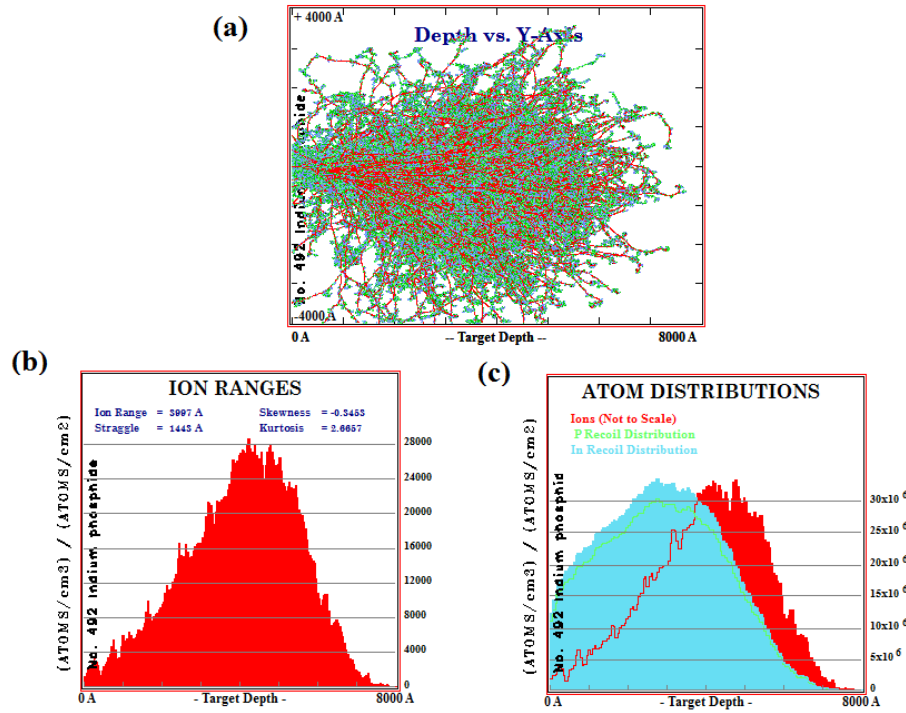 (a)
+ 4000 A
Depth vs. Y-Axis
No. 492 Indi phide
-4000 A
0 A
-- Target Depth --
8000 A
(b)
ION RANGES
Ion Range = 3997 A
Skewness = -0.3453
Straggle = 1443 A
Kurtosis = 2.6657
(ATOMS/cm3) / (ATOMS/cm2)
No. 492 Indium phosphide
28000
24000
20000
16000
12000
8000
4000
0 A
- Target Depth -
8000 A
(c)
ATOM DISTRIBUTIONS
Ions (Not to Scale)
P Recoil Distribution
In Recoil Distribution
(ATOMS/cm3) / (ATOMS/cm2)
No. 492 Indium phosphid
30x10 6
25x10 6
20x10 6
15x10 6
10x10 6
5x10 6
0 A
- Target Depth -
8000 A